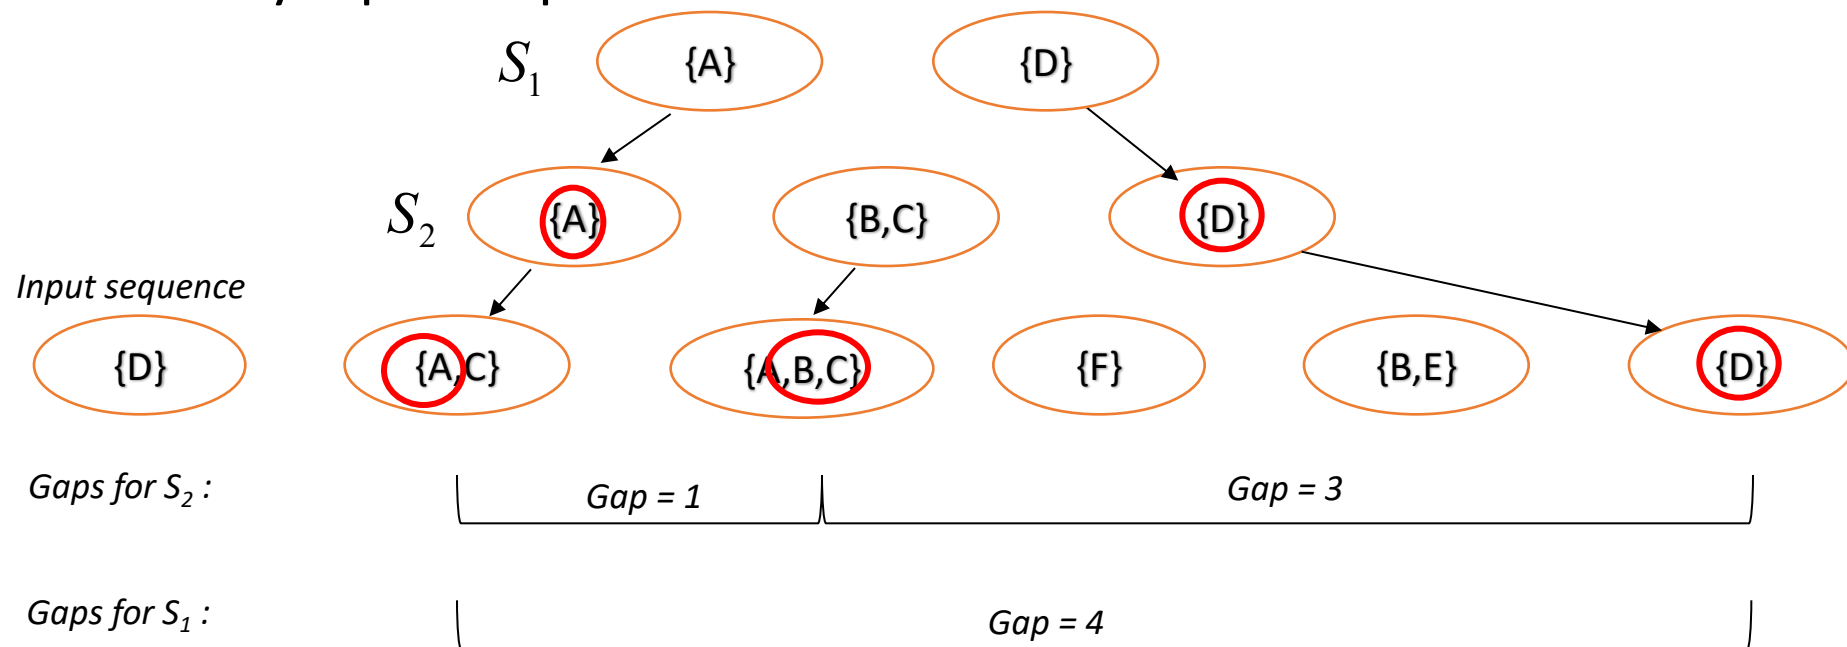 S1 {A} {D}
S2 {A} {B,C} {D}
Input sequence
{D} {A,C} {A,B,C} {F} {B,E} {D}
Gaps for S2 : Gap = 1 Gap = 3
Gaps for S1 : Gap = 4